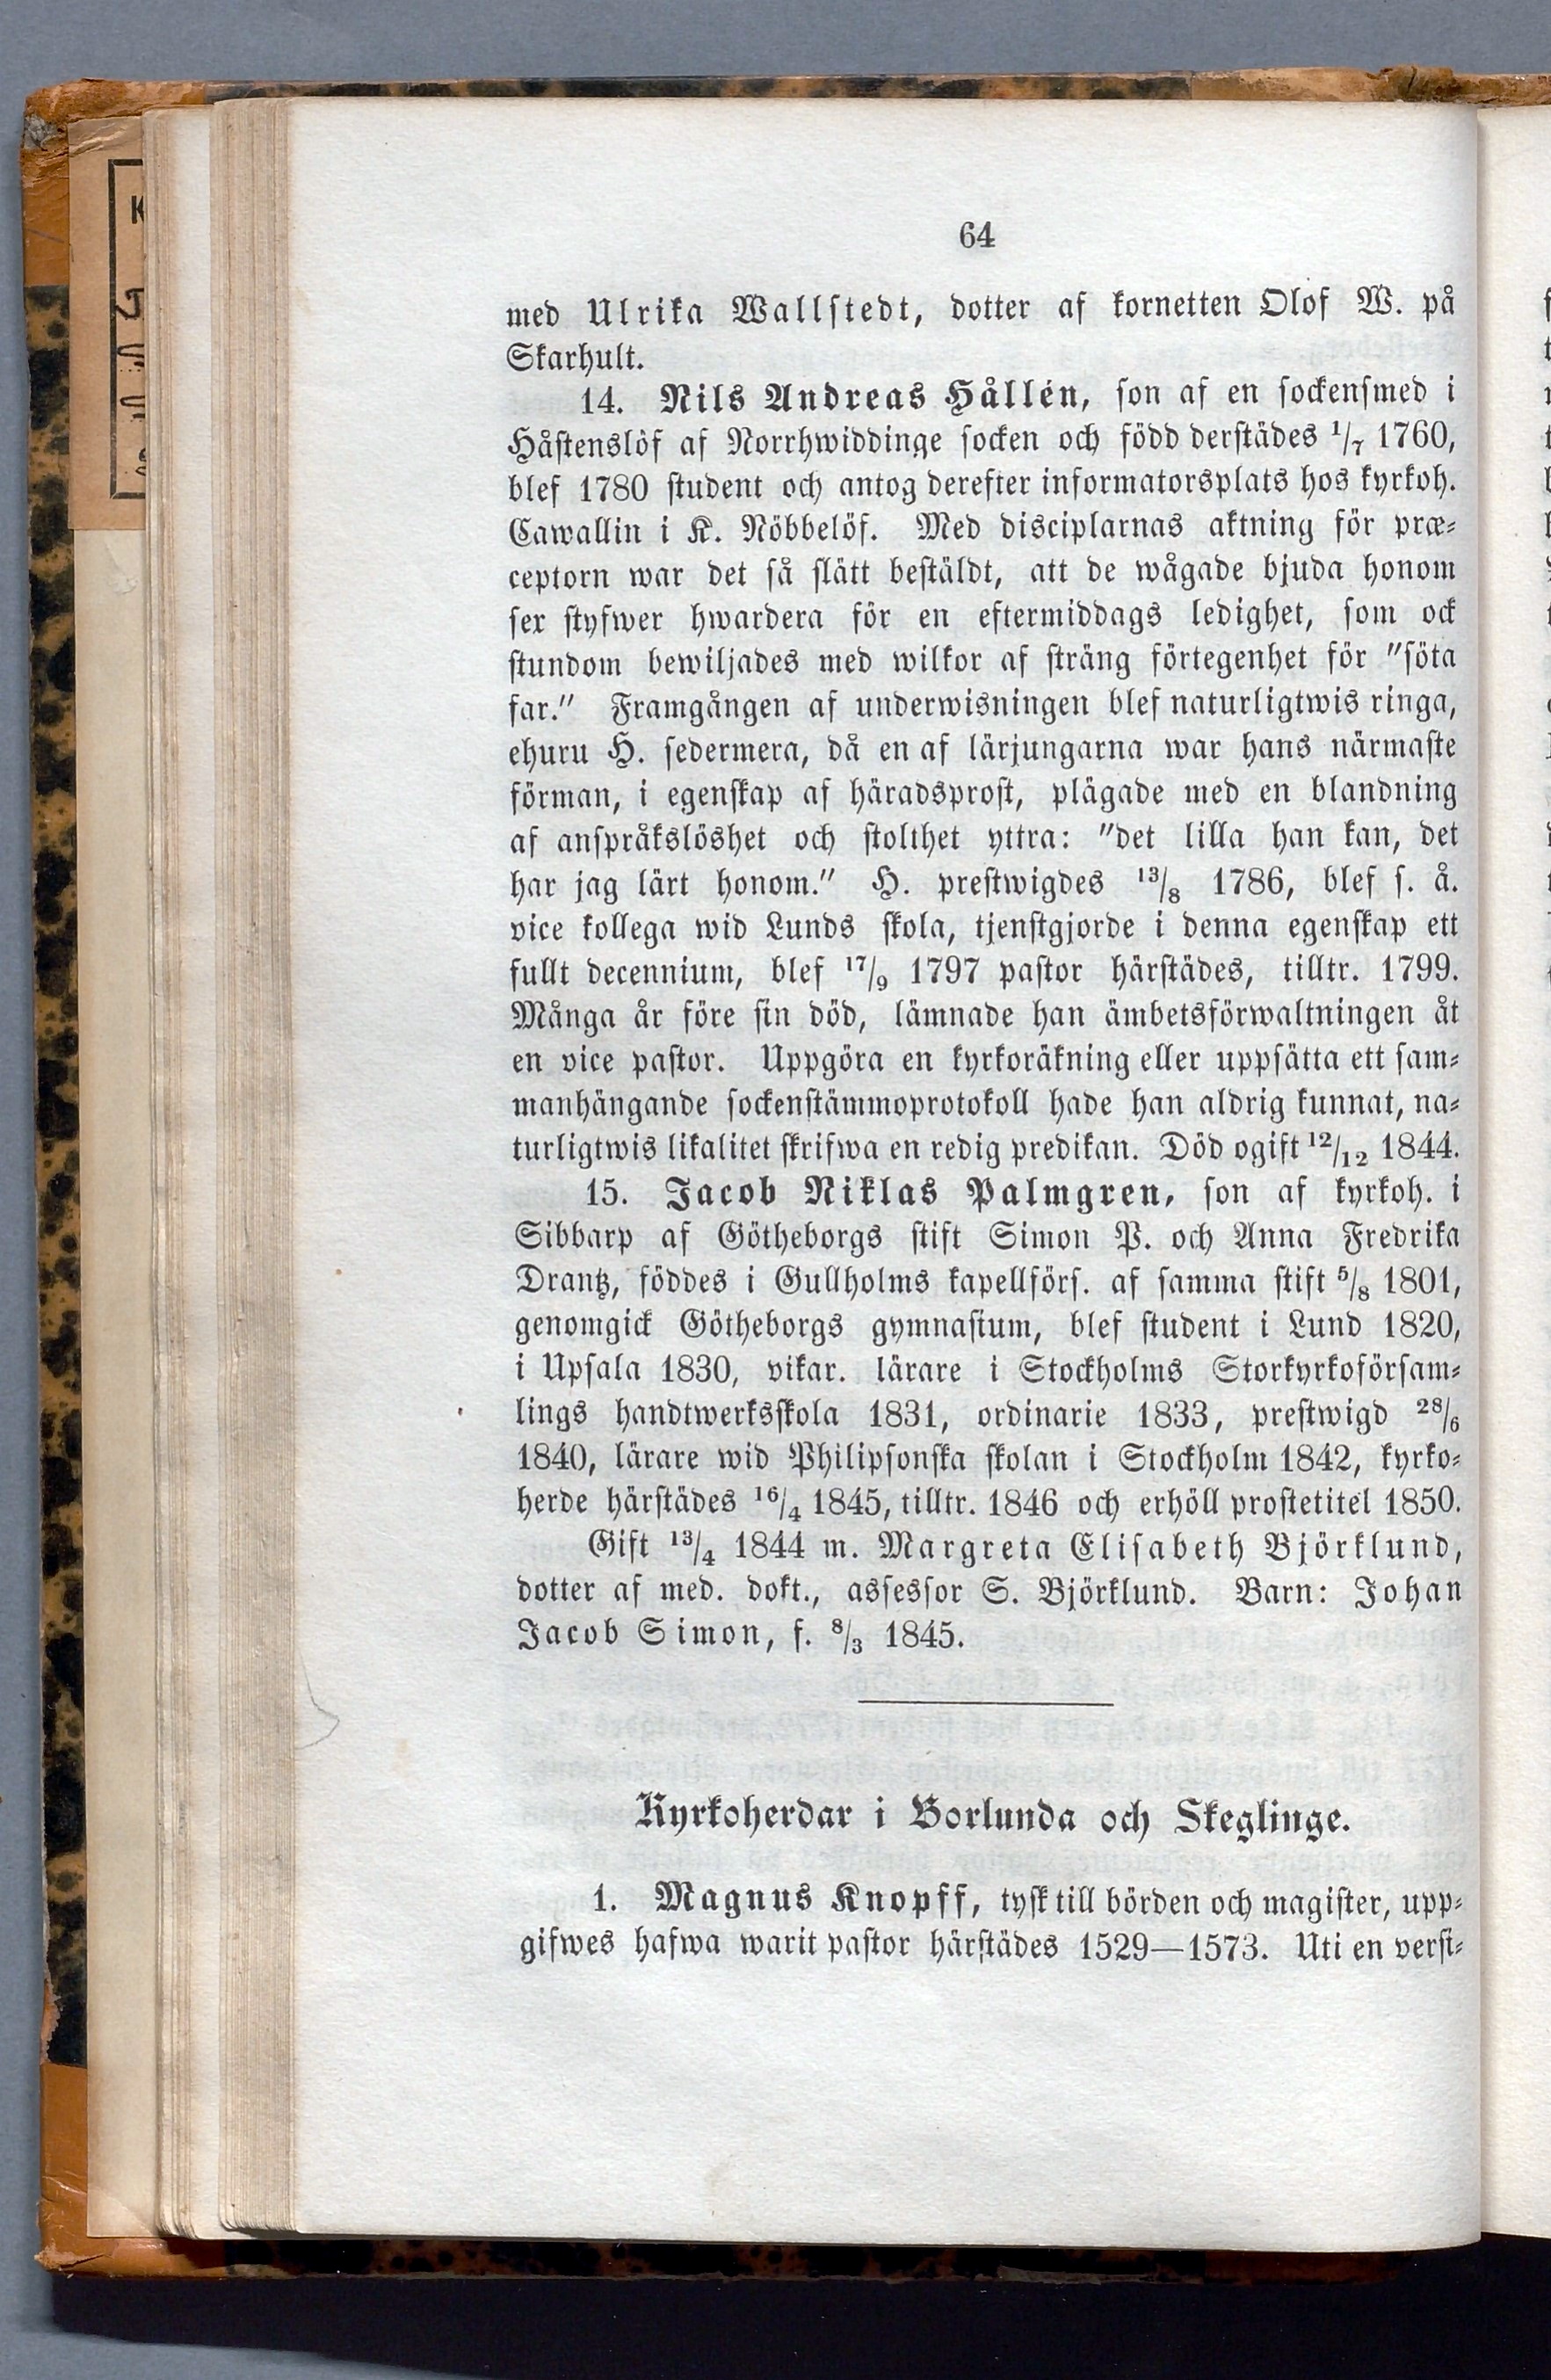 64
med Ulrika Wallstedt, dotter af kornetten Olof W. på
Skarhult.
14. Nils Andreas Hållén, son af en sockensmed i
Håstenslöf af Norrhwiddinge socken och född derstädes 1/7 1760,
blef 1780 student och antog derefter informatorsplats hos kyrkoh.
Cawallin i K. Nöbbelöf. Med disciplarnas aktning för præ-
ceptorn war det så slätt bestäldt, att de wågade bjuda honom
sex styfwer hwardera för en eftermiddags ledighet, som ock
stundom bewiljades med wilkor af sträng förtegenhet för "söta
far." Framgången af underwisningen blef naturligtwis ringa,
ehuru H. sedermera, då en af lärjungarna war hans närmaste
förman, i egenskap af häradsprost, plägade med en blandning
af anspråkslöshet och stolthet yttra: "det lilla han kan, det
har jag lärt honom." H. prestwigdes 13/8 1786, blef s. å.
vice kollega wid Lunds skola, tjenstgjorde i denna egenskap ett
fullt decennium, blef 17/9 1797 pastor härstädes, tilltr. 1799.
Många år före sin död, lämnade han ämbetsförwaltningen åt
en vice pastor. Uppgöra en kyrkoräkning eller uppsätta ett sam-
manhängande sockenstämmoprotokoll hade han aldrig kunnat, na-
turligtwis likalitet skrifwa en redig predikan. Död ogift 12/12 1844.
15. Jacob Niklas Palmgren, son af kyrkoh. i
Sibbarp af Götheborgs stift Simon P. och Anna Fredrika
Drantz, föddes i Gullholms kapellförs. af samma stift 5/8 1801,
genomgick Götheborgs gymnasium, blef student i Lund 1820,
i Upsala 1830, vikar. lärare i Stockholms Storkyrkoförsam-
lings handtwerksskola 1831, ordinarie 1833, prestwigd 28/6
1840, lärare wid Philipsonska skolan i Stockholm 1842, kyrko-
herde härstädes 16/4 1845, tilltr. 1846 och erhöll prostetitel 1850.
Gift 13/4 1844 m. Margreta Elisabeth Björklund,
dotter af med. dokt., assessor S. Björklund. Barn: Johan
Jacob Simon, f. 8/3 1845.
Kyrkoherdar i Borlunda och Skeglinge.
1. Magnus Knopff, tysk till börden och magister, upp-
gifwes hafwa warit pastor härstädes 1529—1573. Uti en versi-